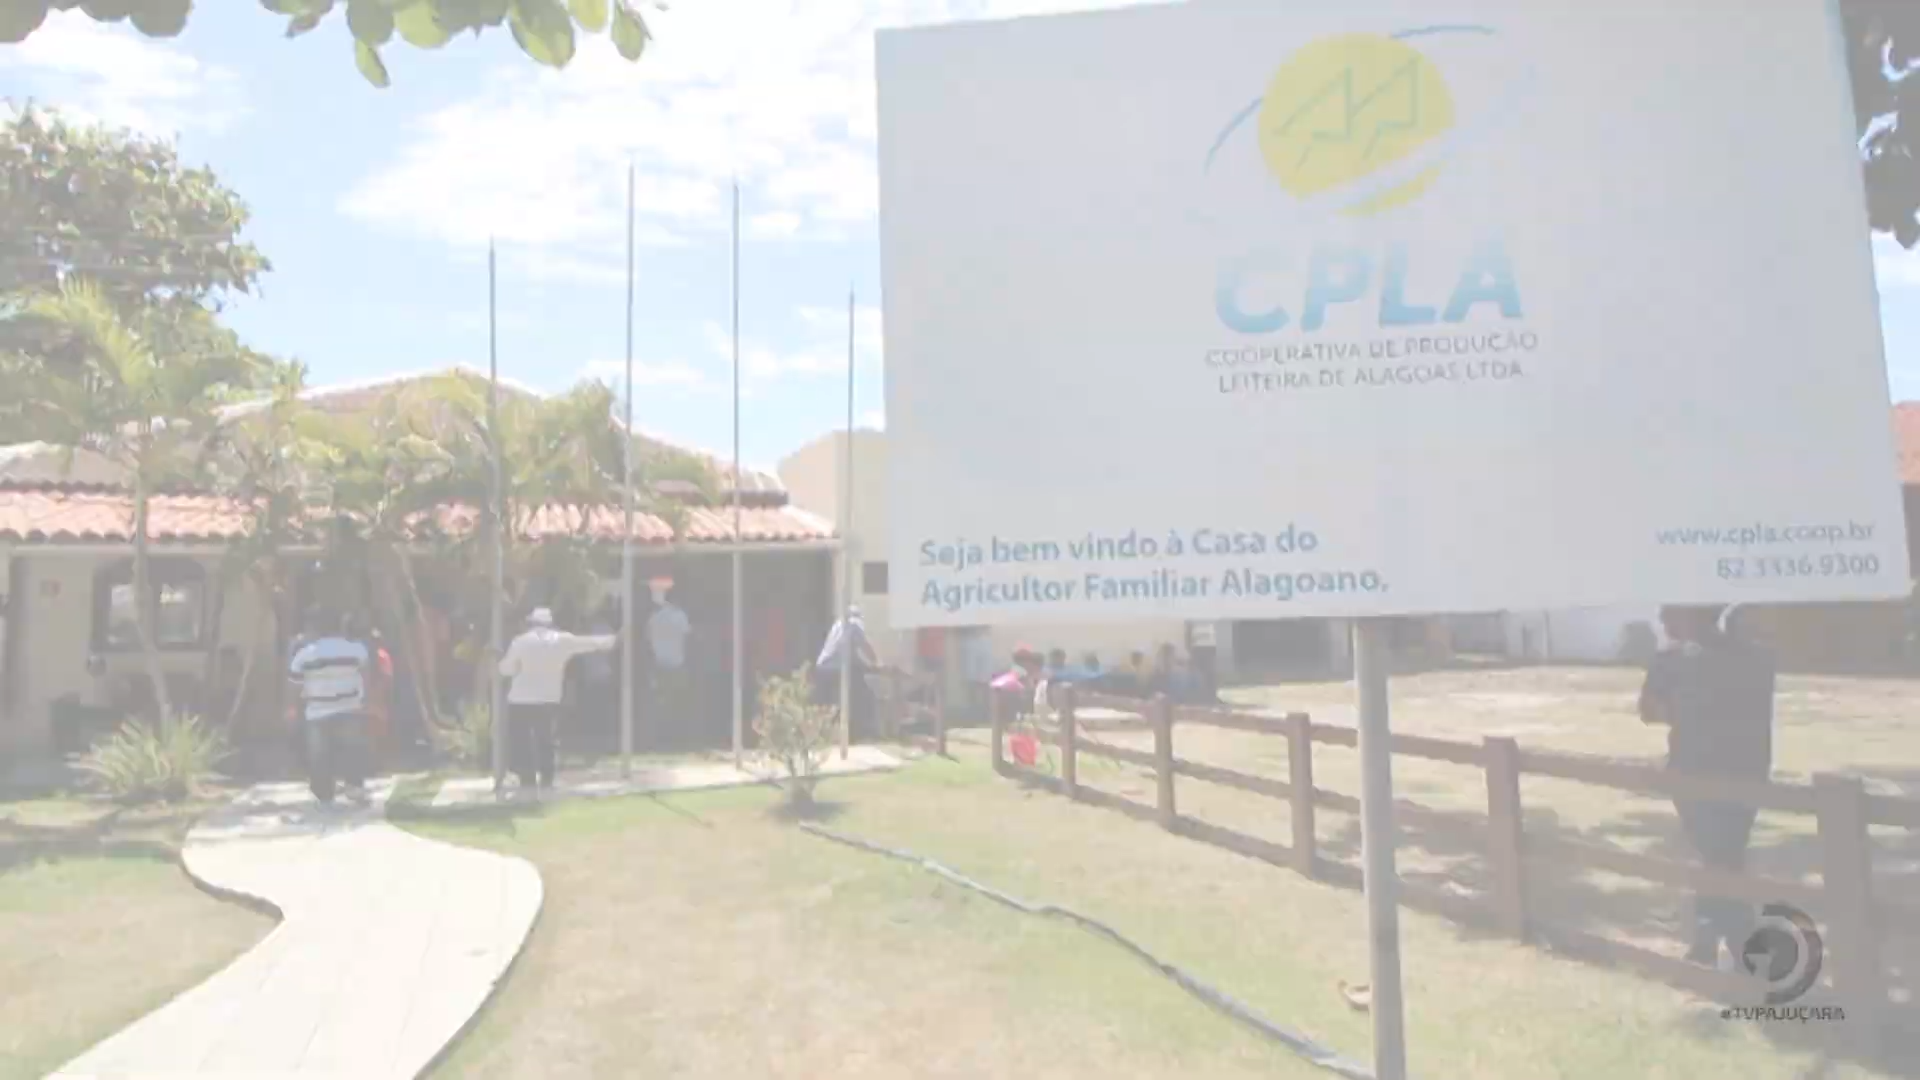 CPLA
COOPERATIVA DE PRODUÇÃO
LEITEIRA DE ALAGOAS LTDA
Seja bem vindo à Casa do
Agricultor Familiar Alagoano.
www.cpla.coop.br
82 3336.9300
#TVPAJUÇARA